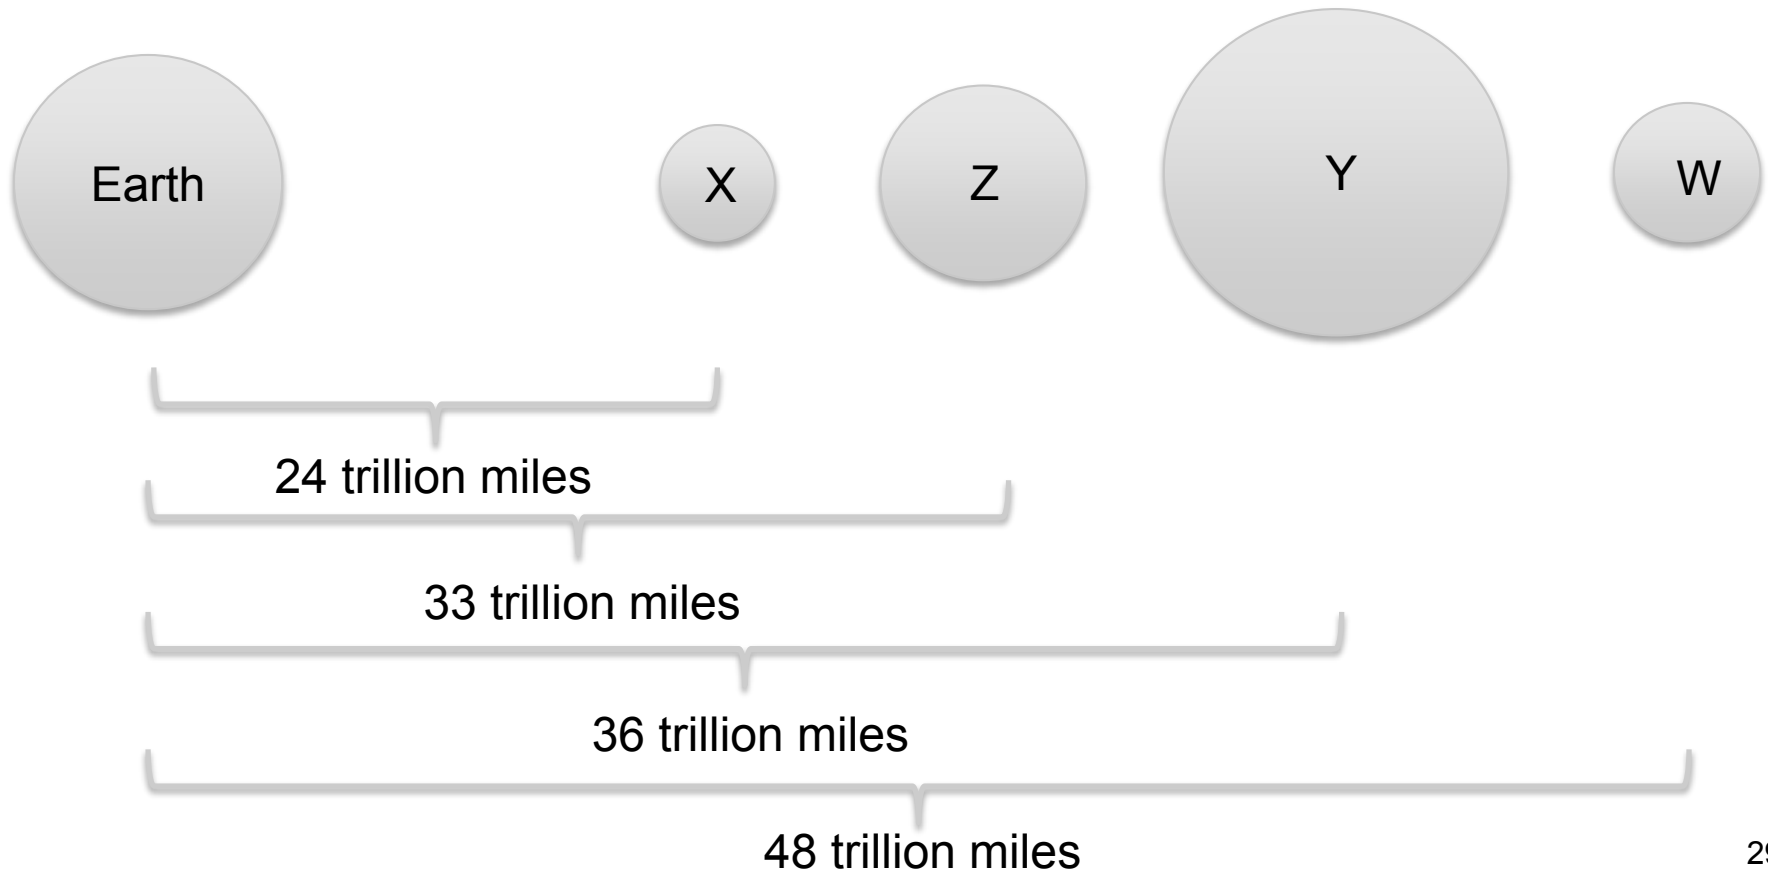 Earth
X
Z
Y
W
24 trillion miles
33 trillion miles
36 trillion miles
48 trillion miles